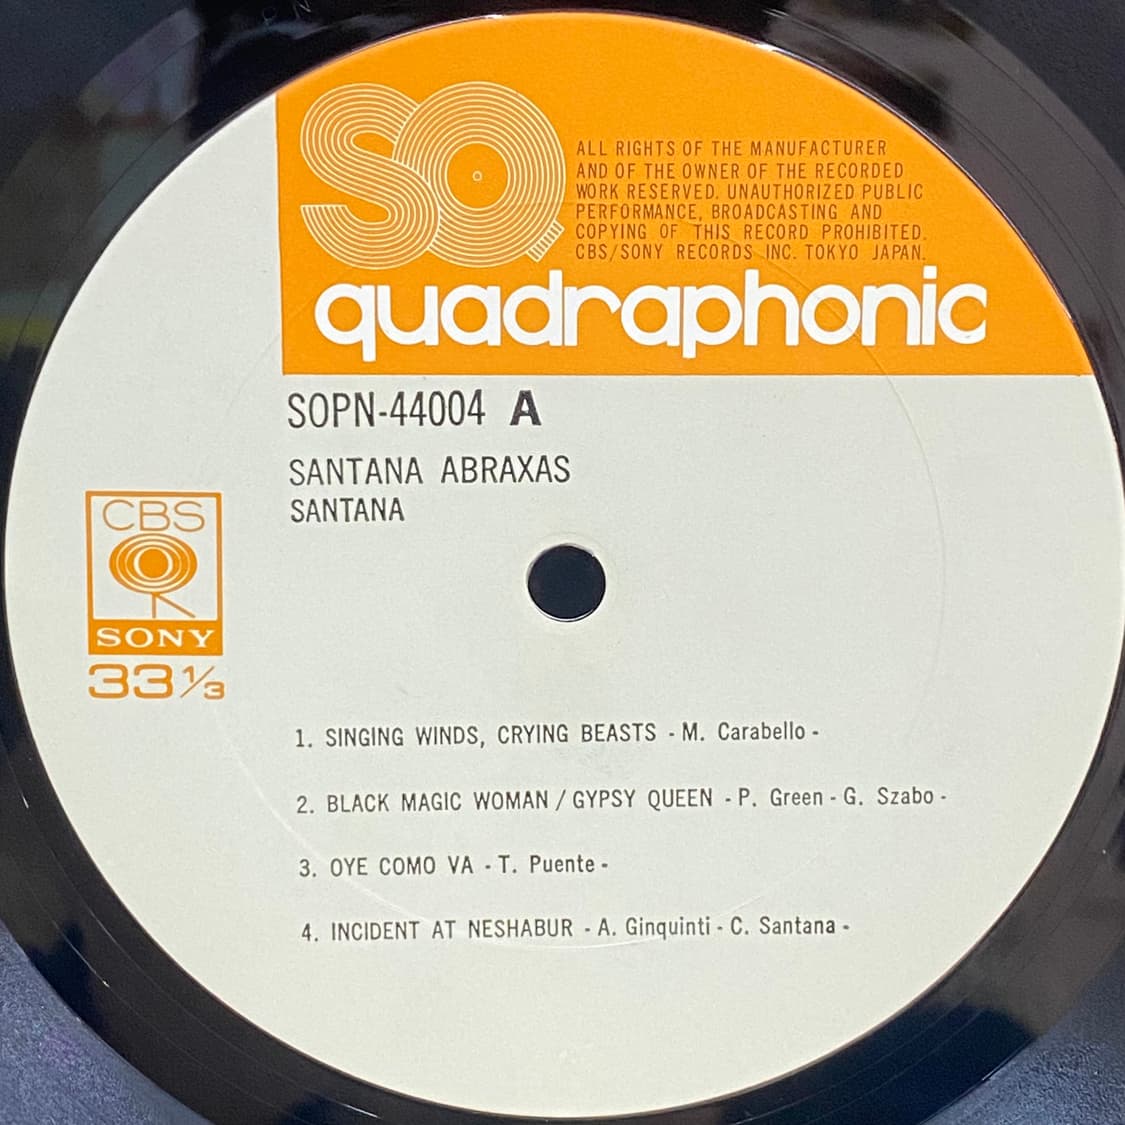 SQ
ALL RIGHTS OF THE MANUFACTURER
AND OF THE OWNER OF THE RECORDED
WORK RESERVED. UNAUTHORIZED PUBLIC
PERFORMANCE, BROADCASTING AND
COPYING OF THIS RECORD PROHIBITED.
CBS/SONY RECORDS INC. TOKYO JAPAN.
quadraphonic
SOPN-44004 A
SANTANA ABRAXAS
SANTANA
CBS
SONY
33 1/3
1. SINGING WINDS, CRYING BEASTS - M. Carabello -
2. BLACK MAGIC WOMAN / GYPSY QUEEN - P. Green - G. Szabo -
3. OYE COMO VA - T. Puente -
4. INCIDENT AT NESHABUR - A. Ginquinti - C. Santana -